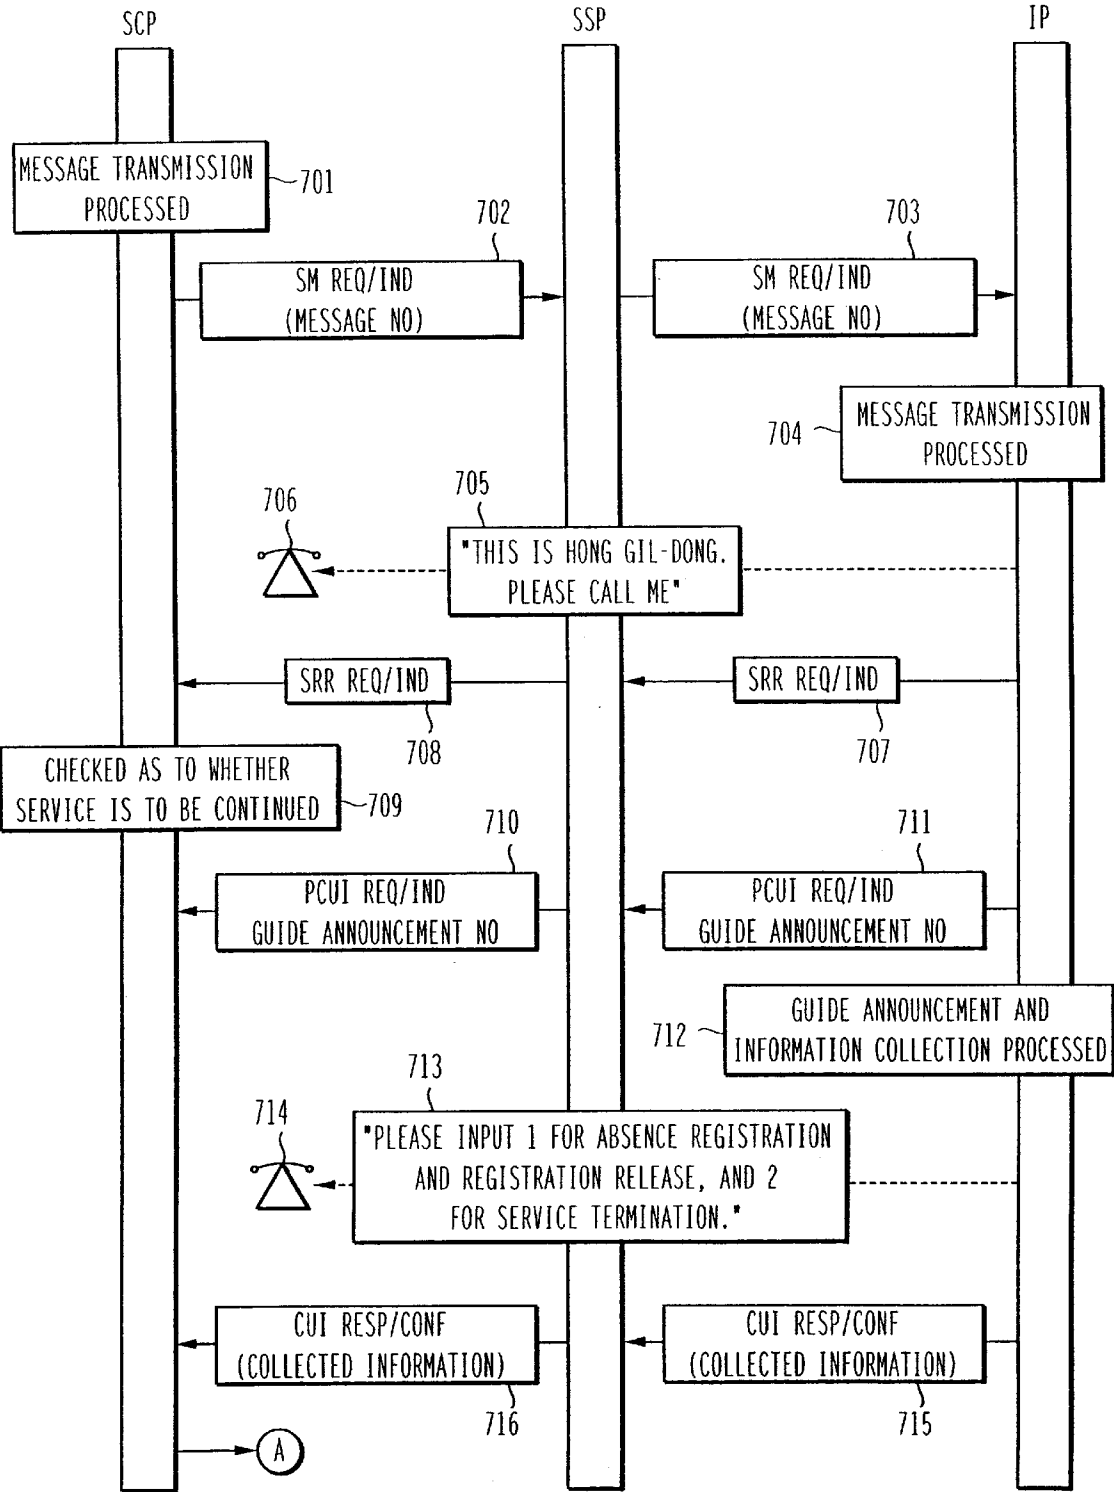 SCP
SSP
IP
MESSAGE TRANSMISSION
PROCESSED
701
702
703
SM REQ/IND
(MESSAGE NO)
SM REQ/IND
(MESSAGE NO)
MESSAGE TRANSMISSION
PROCESSED
704
705
706
"THIS IS HONG GIL-DONG.
PLEASE CALL ME"
SRR REQ/IND
SRR REQ/IND
708
707
CHECKED AS TO WHETHER
SERVICE IS TO BE CONTINUED
709
710
711
PCUI REQ/IND
GUIDE ANNOUNCEMENT NO
PCUI REQ/IND
GUIDE ANNOUNCEMENT NO
GUIDE ANNOUNCEMENT AND
INFORMATION COLLECTION PROCESSED
712
713
714
"PLEASE INPUT 1 FOR ABSENCE REGISTRATION
AND REGISTRATION RELEASE, AND 2
FOR SERVICE TERMINATION."
CUI RESP/CONF
(COLLECTED INFORMATION)
CUI RESP/CONF
(COLLECTED INFORMATION)
716
715
A